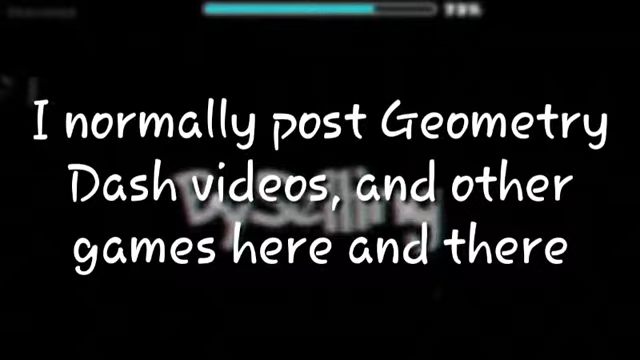 I normally post Geometry
Dash videos, and other
games here and there